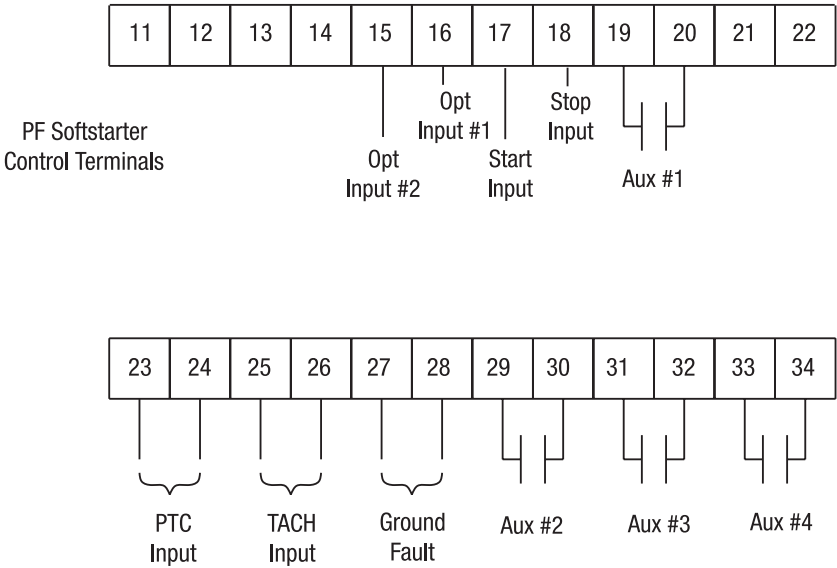 11 12 13 14 15 16 17 18 19 20 21 22
PF Softstarter
Control Terminals
Opt
Input #2
Opt
Input #1
Start
Input
Stop
Input
Aux #1
23 24 25 26 27 28 29 30 31 32 33 34
PTC
Input
TACH
Input
Ground
Fault
Aux #2
Aux #3
Aux #4